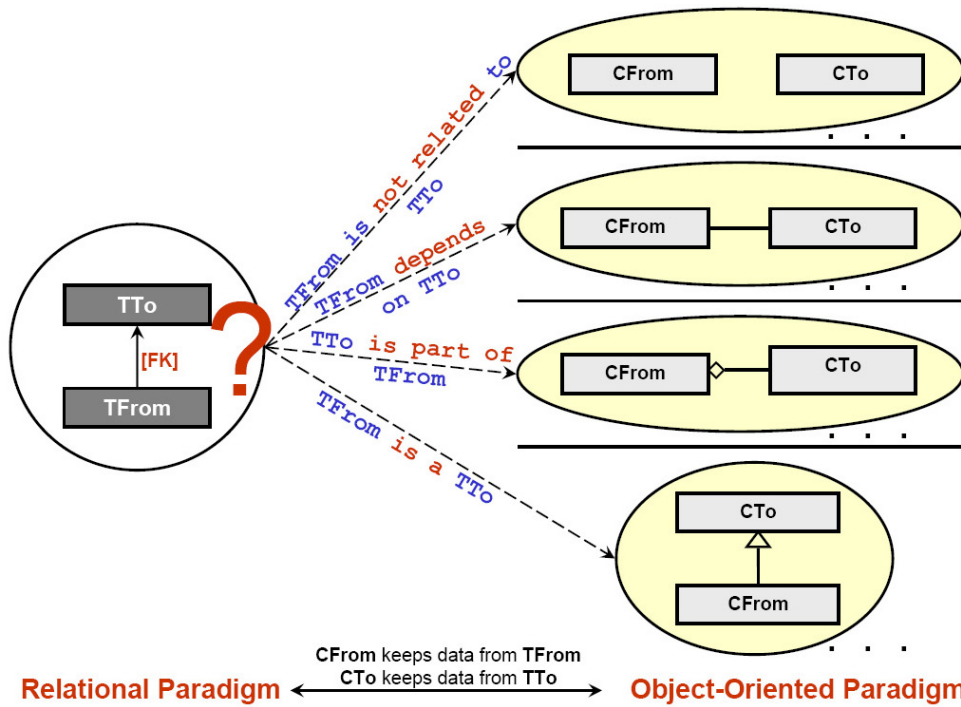 CFrom
CTo
. . .
TFrom is not related to
TTo
CFrom
CTo
. . .
TFrom depends
on TTo
TTo
[FK]
TFrom
?
TTo is part of
TFrom
CFrom
CTo
. . .
TFrom is a TTo
CTo
CFrom
. . .
CFrom keeps data from TFrom
CTo keeps data from TTo
Relational Paradigm
Object-Oriented Paradigm